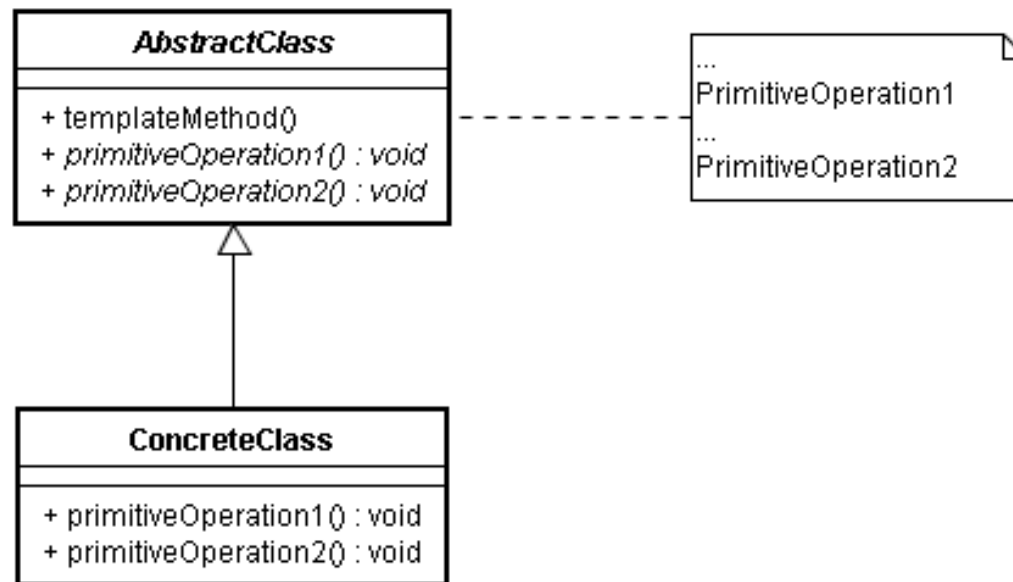 AbstractClass
+ templateMethod()
+ primitiveOperation1() : void
+ primitiveOperation2() : void
...
PrimitiveOperation1
...
PrimitiveOperation2
ConcreteClass
+ primitiveOperation1() : void
+ primitiveOperation2() : void